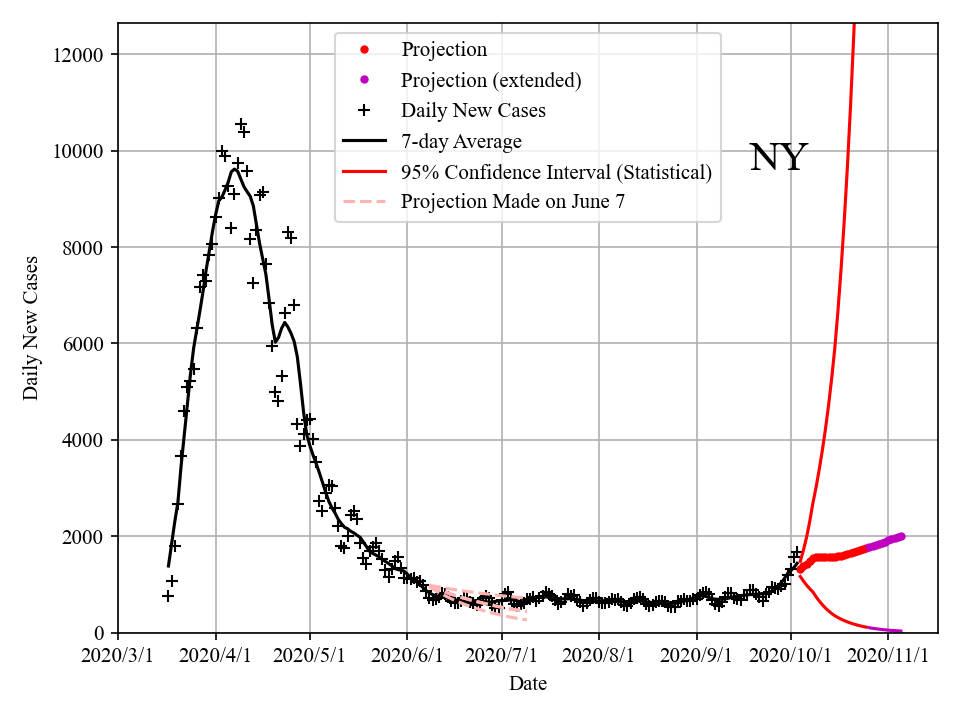 Projection
Projection (extended)
Daily New Cases
7-day Average
95% Confidence Interval (Statistical)
Projection Made on June 7
NY
12000
10000
8000
6000
4000
2000
0
Daily New Cases
2020/3/1 2020/4/1 2020/5/1 2020/6/1 2020/7/1 2020/8/1 2020/9/1 2020/10/1 2020/11/1
Date